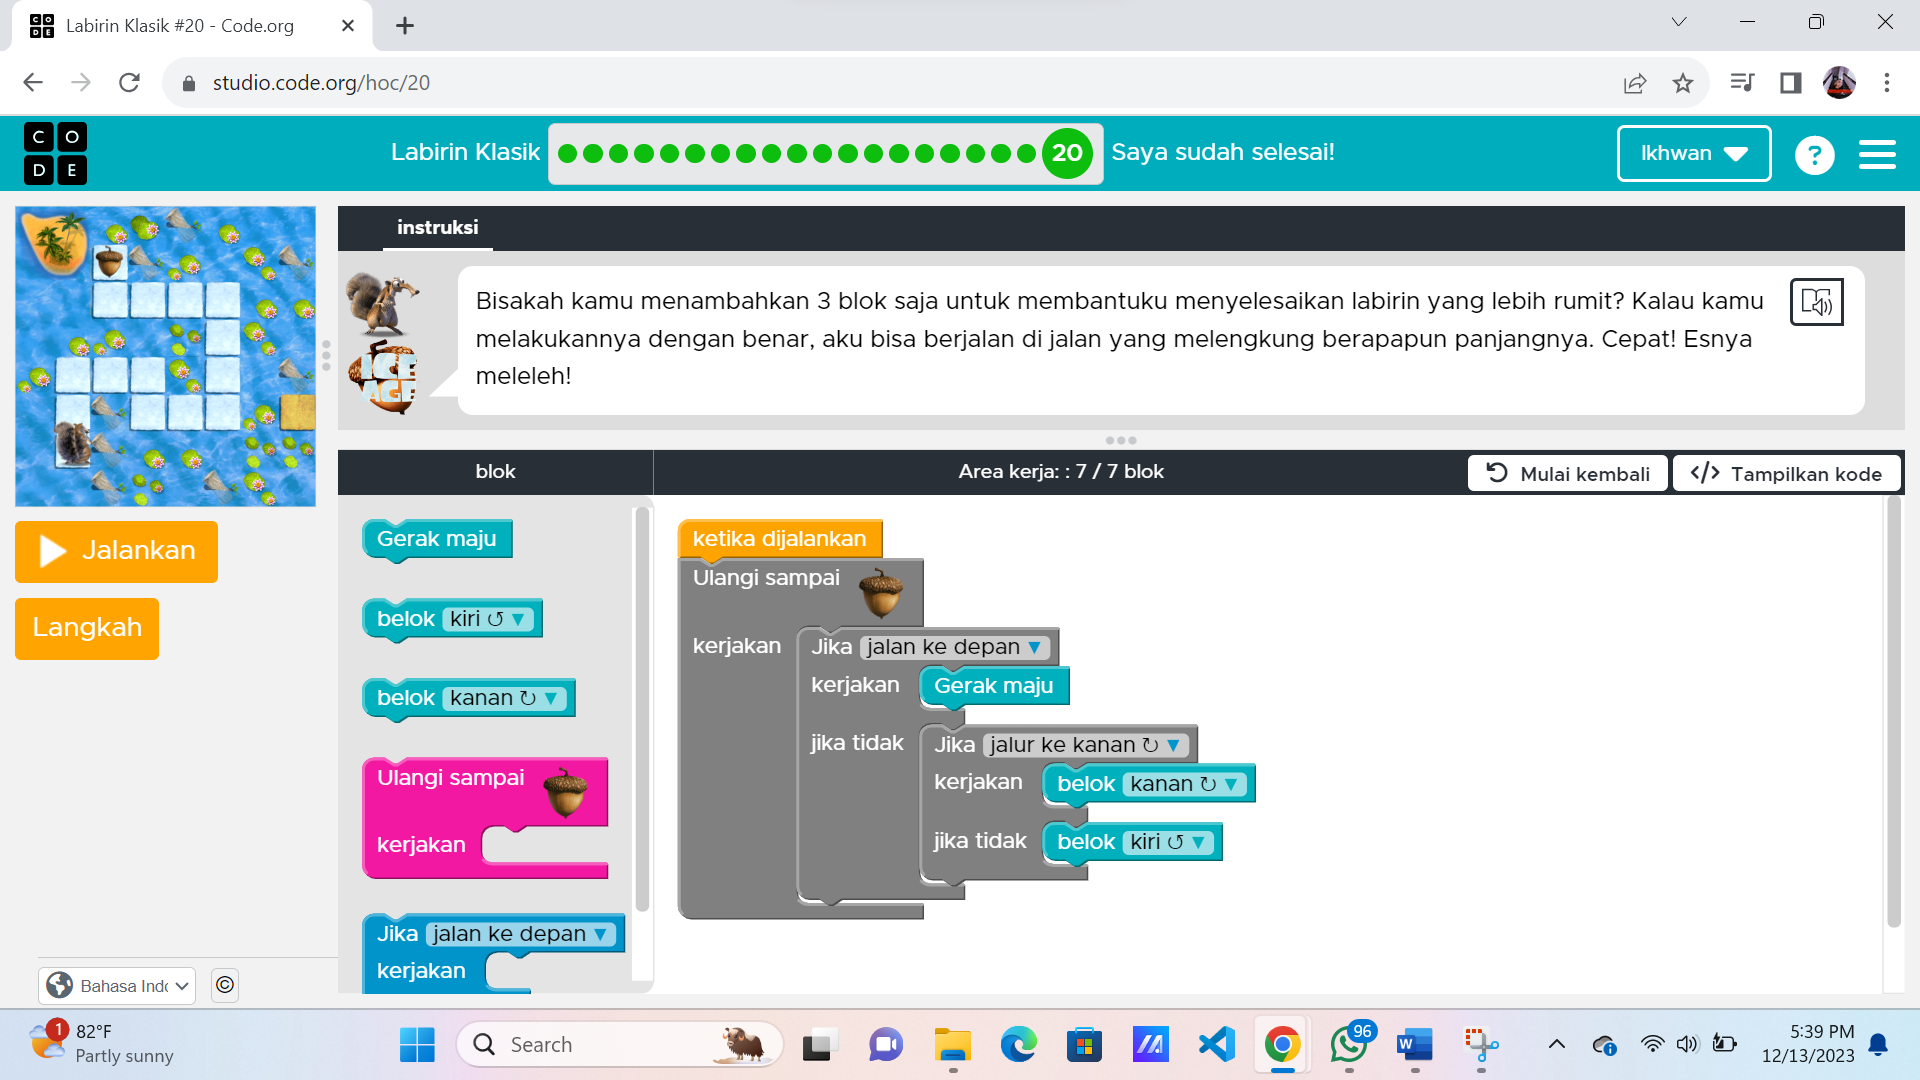 Labirin Klasik #20 - Code.org
studio.code.org/hoc/20
C O
D E
Labirin Klasik
20
Saya sudah selesai!
Ikhwan
?
instruksi
Bisakah kamu menambahkan 3 blok saja untuk membantuku menyelesaikan labirin yang lebih rumit? Kalau kamu
melakukannya dengan benar, aku bisa berjalan di jalan yang melengkung berapapun panjangnya. Cepat! Esnya
meleleh!
ICE
AGE
blok
Area kerja: : 7 / 7 blok
Mulai kembali
</> Tampilkan kode
Jalankan
Langkah
Gerak maju
belok kiri ↺
belok kanan ↻
Ulangi sampai
kerjakan
Jika jalan ke depan
kerjakan
ketika dijalankan
Ulangi sampai
kerjakan
Jika jalan ke depan
kerjakan
Gerak maju
jika tidak
Jika jalur ke kanan ↻
kerjakan
belok kanan ↻
jika tidak
belok kiri ↺
Bahasa Indo
©
1
82°F
Partly sunny
Search
96
W
5:39 PM
12/13/2023